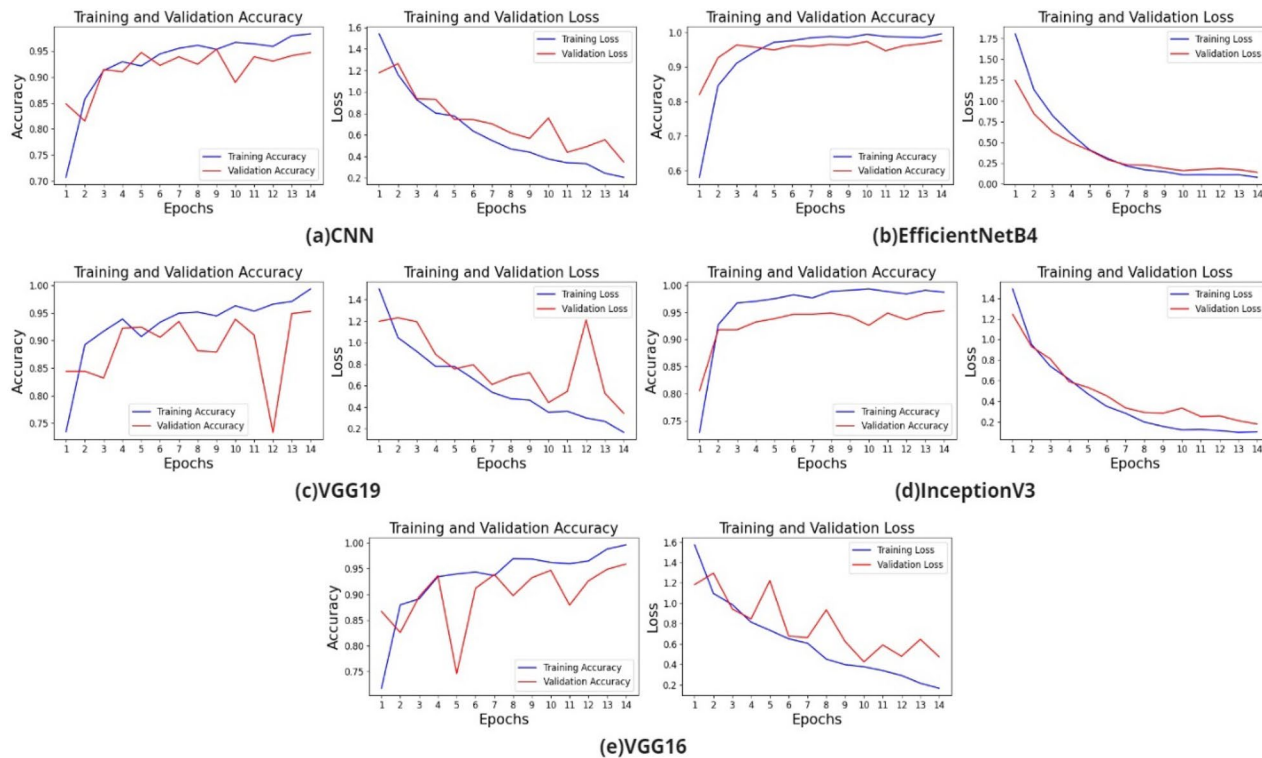 Training and Validation Accuracy
Accuracy
0.95
0.90
0.85
0.80
0.75
0.70
Training Accuracy
Validation Accuracy
1 2 3 4 5 6 7 8 9 10 11 12 13 14
Epochs
Training and Validation Loss
Loss
1.6
1.4
1.2
1.0
0.8
0.6
0.4
0.2
Training Loss
Validation Loss
1 2 3 4 5 6 7 8 9 10 11 12 13 14
Epochs
(a)CNN
Training and Validation Accuracy
Accuracy
1.0
0.9
0.8
0.7
0.6
Training Accuracy
Validation Accuracy
1 2 3 4 5 6 7 8 9 10 11 12 13 14
Epochs
Training and Validation Loss
Loss
1.75
1.50
1.25
1.00
0.75
0.50
0.25
0.00
Training Loss
Validation Loss
1 2 3 4 5 6 7 8 9 10 11 12 13 14
Epochs
(b)EfficientNetB4
Training and Validation Accuracy
Accuracy
1.00
0.95
0.90
0.85
0.80
0.75
Training Accuracy
Validation Accuracy
1 2 3 4 5 6 7 8 9 10 11 12 13 14
Epochs
Training and Validation Loss
Loss
1.4
1.2
1.0
0.8
0.6
0.4
0.2
Training Loss
Validation Loss
1 2 3 4 5 6 7 8 9 10 11 12 13 14
Epochs
(c)VGG19
Training and Validation Accuracy
Accuracy
1.00
0.95
0.90
0.85
0.80
0.75
Training Accuracy
Validation Accuracy
1 2 3 4 5 6 7 8 9 10 11 12 13 14
Epochs
Training and Validation Loss
Loss
1.4
1.2
1.0
0.8
0.6
0.4
0.2
Training Loss
Validation Loss
1 2 3 4 5 6 7 8 9 10 11 12 13 14
Epochs
(d)InceptionV3
Training and Validation Accuracy
Accuracy
1.00
0.95
0.90
0.85
0.80
0.75
Training Accuracy
Validation Accuracy
1 2 3 4 5 6 7 8 9 10 11 12 13 14
Epochs
Training and Validation Loss
Loss
1.6
1.4
1.2
1.0
0.8
0.6
0.4
0.2
Training Loss
Validation Loss
1 2 3 4 5 6 7 8 9 10 11 12 13 14
Epochs
(e)VGG16